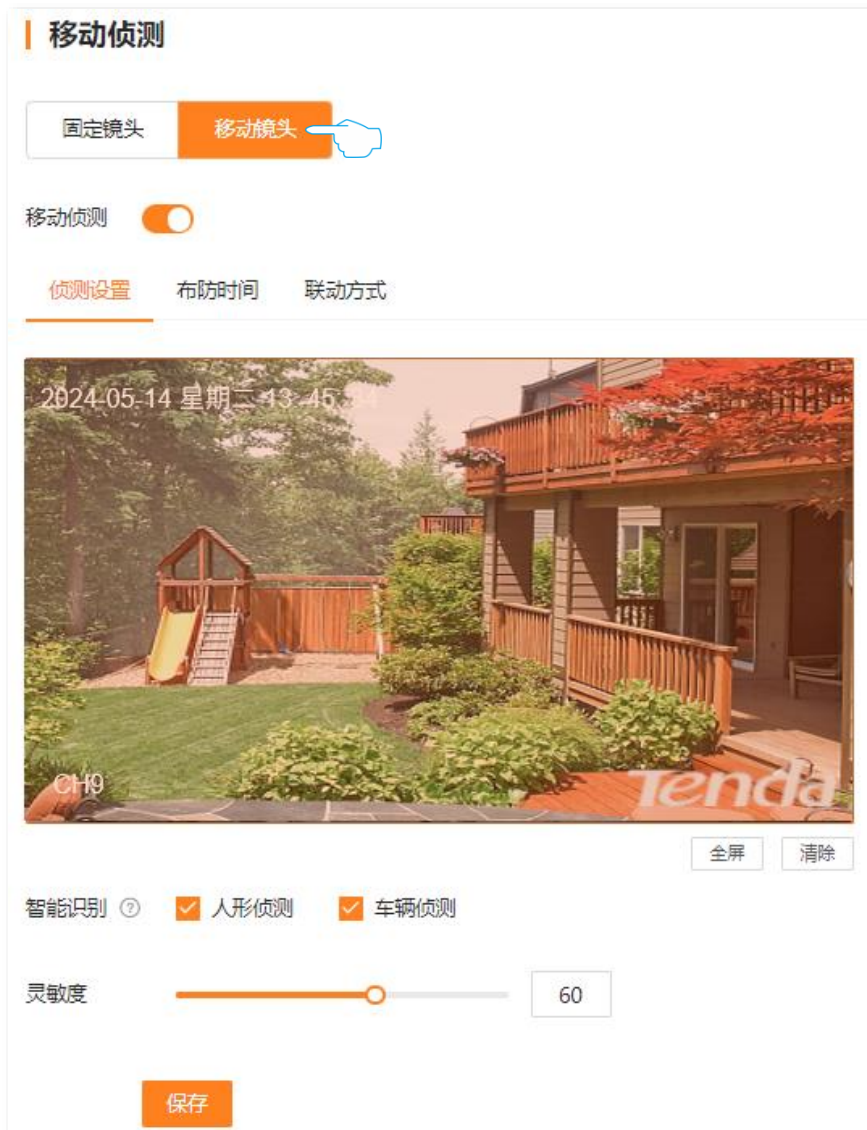 移动侦测
固定镜头 移动镜头
移动侦测
侦测设置 布防时间 联动方式
2024-05-14 星期二 13:45:34
CH9
Tenda
全屏 清除
智能识别 ? 人形侦测 车辆侦测
灵敏度 60
保存